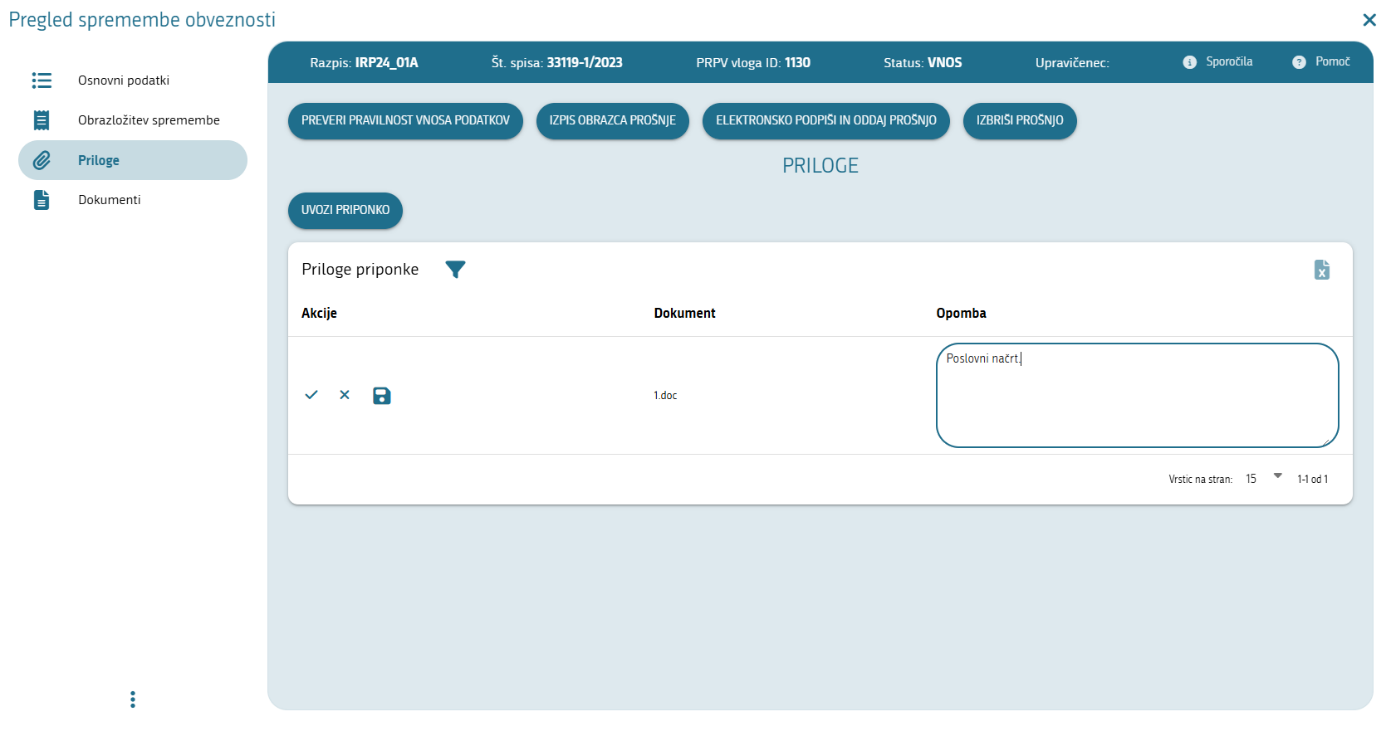 Pregled spremembe obveznosti
Osnovni podatki
Obrazložitev spremembe
Priloge
Dokumenti
Razpis: IRP24_01A Št. spisa: 33119-1/2023 PRPV vloga ID: 1130 Status: VNOS Upravičenec: Sporočila Pomoč
PREVERI PRAVILNOST VNOSA PODATKOV IZPIS OBRAZCA PROŠNJE ELEKTRONSKO PODPIŠI IN ODDAJ PROŠNJO IZBRIŠI PROŠNJO
PRILOGE
UVOZI PRIPONKO
Priloge priponke
Akcije Dokument Opomba
1.doc Poslovni načrt.
Vrstic na stran: 15 1-1 od 1